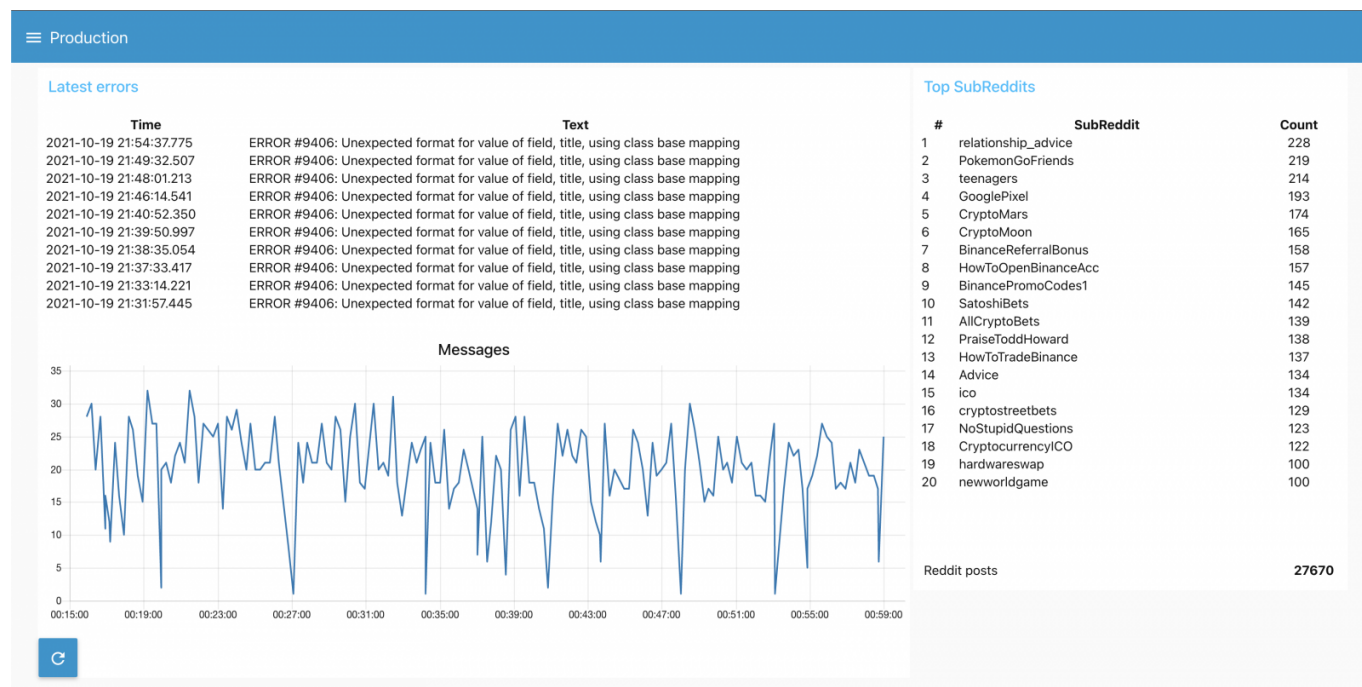 Production
Latest errors
Time Text
2021-10-19 21:54:37.775 ERROR #9406: Unexpected format for value of field, title, using class base mapping
2021-10-19 21:49:32.507 ERROR #9406: Unexpected format for value of field, title, using class base mapping
2021-10-19 21:48:01.213 ERROR #9406: Unexpected format for value of field, title, using class base mapping
2021-10-19 21:46:14.541 ERROR #9406: Unexpected format for value of field, title, using class base mapping
2021-10-19 21:40:52.350 ERROR #9406: Unexpected format for value of field, title, using class base mapping
2021-10-19 21:39:50.997 ERROR #9406: Unexpected format for value of field, title, using class base mapping
2021-10-19 21:38:35.054 ERROR #9406: Unexpected format for value of field, title, using class base mapping
2021-10-19 21:37:33.417 ERROR #9406: Unexpected format for value of field, title, using class base mapping
2021-10-19 21:33:14.221 ERROR #9406: Unexpected format for value of field, title, using class base mapping
2021-10-19 21:31:57.445 ERROR #9406: Unexpected format for value of field, title, using class base mapping
Messages
35
30
25
20
15
10
5
0
00:15:00 00:19:00 00:23:00 00:27:00 00:31:00 00:35:00 00:39:00 00:43:00 00:47:00 00:51:00 00:55:00 00:59:00
Top SubReddits
# SubReddit Count
1 relationship_advice 228
2 PokemonGoFriends 219
3 teenagers 214
4 GooglePixel 193
5 CryptoMars 174
6 CryptoMoon 165
7 BinanceReferralBonus 158
8 HowToOpenBinanceAcc 157
9 BinancePromoCodes1 145
10 SatoshiBets 142
11 AllCryptoBets 139
12 PraiseToddHoward 138
13 HowToTradeBinance 137
14 Advice 134
15 ico 134
16 cryptostreetbets 129
17 NoStupidQuestions 123
18 CryptocurrencyICO 122
19 hardwareswap 100
20 newworldgame 100
Reddit posts 27670